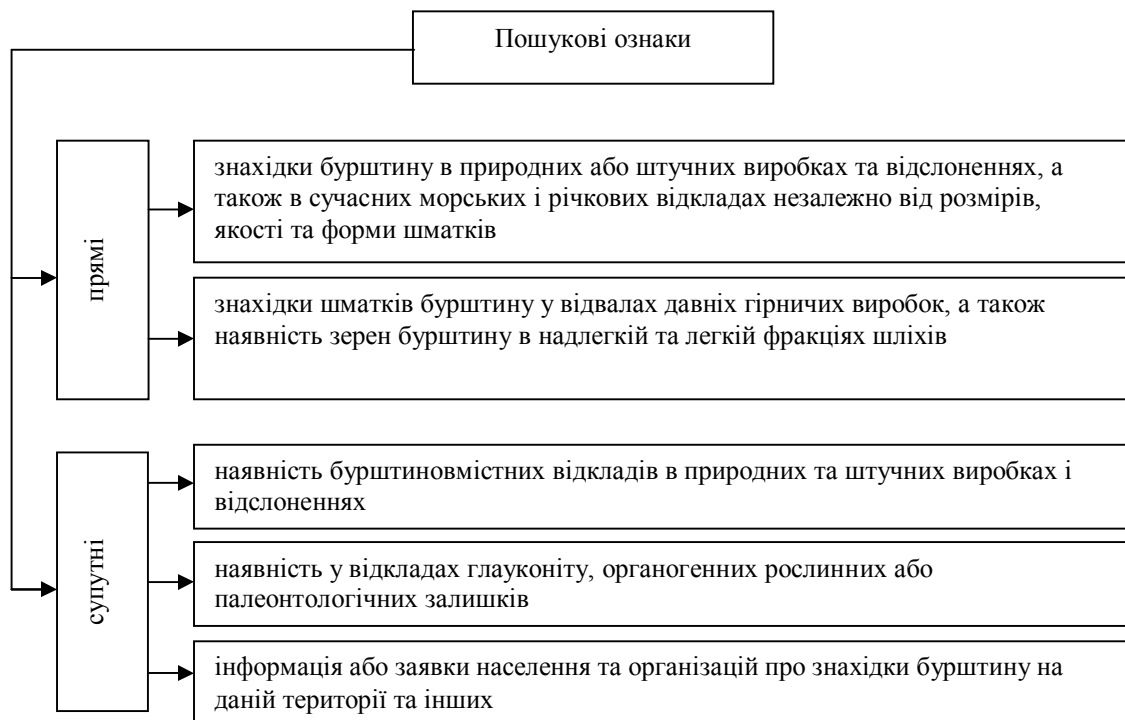 Пошукові ознаки
прямі
знахідки бурштину в природних або штучних виробках та відслоненнях, а
також в сучасних морських і річкових відкладах незалежно від розмірів,
якості та форми шматків
знахідки шматків бурштину у відвалах давніх гірничих виробок, а також
наявність зерен бурштину в надлегкій та легкій фракціях шліхів
супутні
наявність бурштиновмістних відкладів в природних та штучних виробках і
відслоненнях
наявність у відкладах глауконіту, органогенних рослинних або
палеонтологічних залишків
інформація або заявки населення та організацій про знахідки бурштину на
даній території та інших